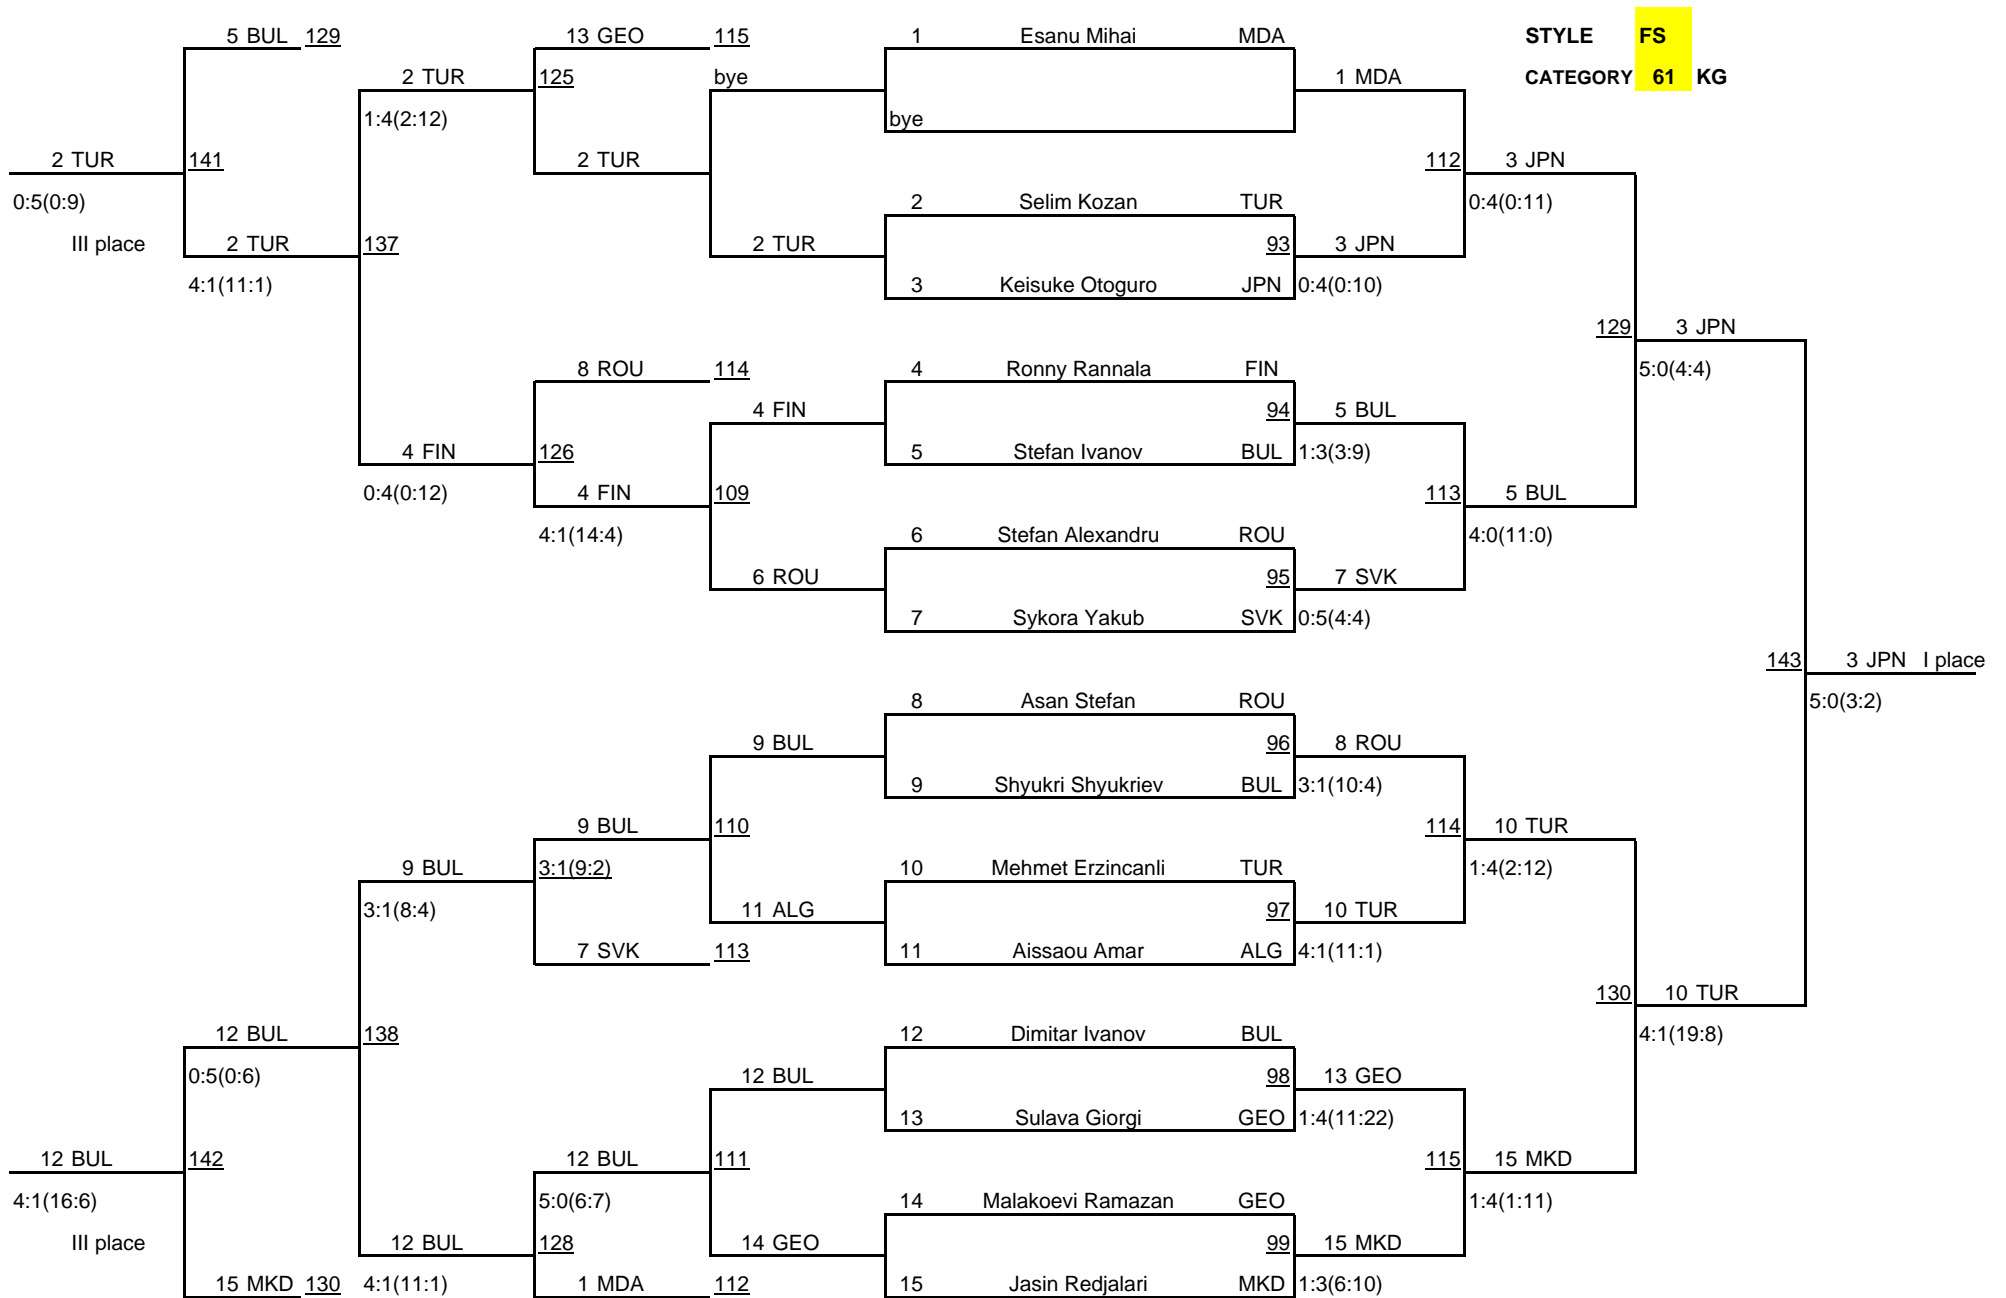 5 BUL 129 13 GEO 115 1 Esanu Mihai MDA STYLE FS
2 TUR 125 bye 1 MDA CATEGORY 61 KG
1:4(2:12) bye
2 TUR 141 2 TUR 112 3 JPN
0:5(0:9) 2 Selim Kozan TUR 0:4(0:11)
III place 2 TUR 137 2 TUR 93 3 JPN
4:1(11:1) 3 Keisuke Otoguro JPN 0:4(0:10)
129 3 JPN
8 ROU 114 4 Ronny Rannala FIN 5:0(4:4)
4 FIN 94 5 BUL
4 FIN 126 5 Stefan Ivanov BUL 1:3(3:9)
0:4(0:12) 4 FIN 109 113 5 BUL
4:1(14:4) 6 Stefan Alexandru ROU 4:0(11:0)
6 ROU 95 7 SVK
7 Sykora Yakub SVK 0:5(4:4)
143 3 JPN I place
8 Asan Stefan ROU 5:0(3:2)
9 BUL 96 8 ROU
9 Shyukri Shyukriev BUL 3:1(10:4)
9 BUL 110 114 10 TUR
9 BUL 3:1(9:2) 10 Mehmet Erzincanli TUR 1:4(2:12)
3:1(8:4) 11 ALG 97 10 TUR
7 SVK 113 11 Aissaou Amar ALG 4:1(11:1)
130 10 TUR
12 BUL 138 12 Dimitar Ivanov BUL 4:1(19:8)
0:5(0:6) 12 BUL 98 13 GEO
13 Sulava Giorgi GEO 1:4(11:22)
12 BUL 142 12 BUL 111 115 15 MKD
4:1(16:6) 5:0(6:7) 14 Malakoevi Ramazan GEO 1:4(1:11)
III place 12 BUL 128 14 GEO 99 15 MKD
15 MKD 130 4:1(11:1) 1 MDA 112 15 Jasin Redjalari MKD 1:3(6:10)